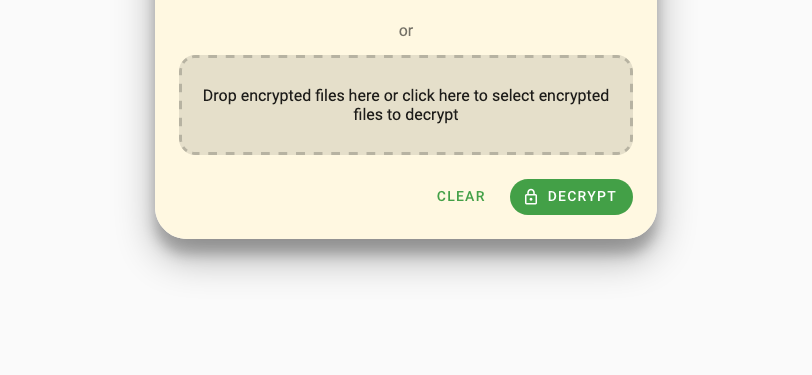 or
Drop encrypted files here or click here to select encrypted
files to decrypt
CLEAR
DECRYPT